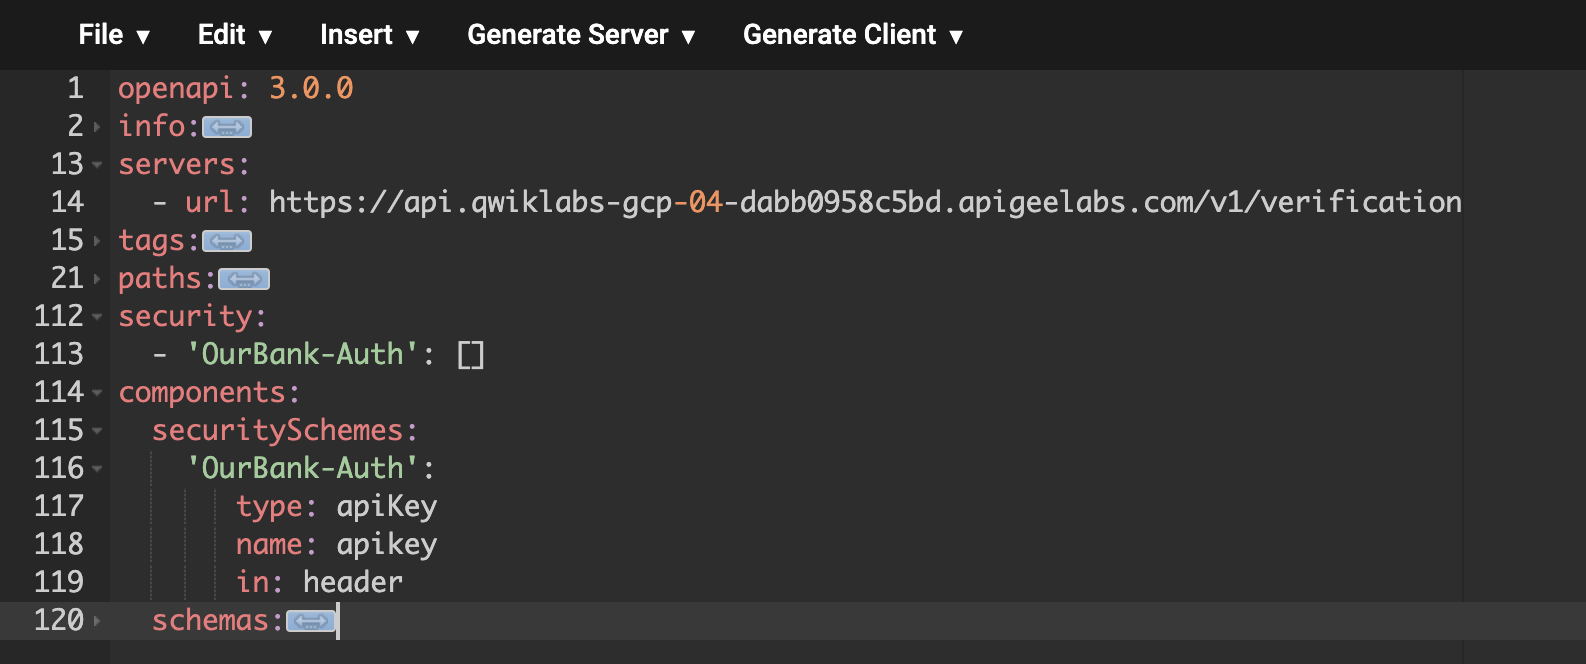 File ▼ Edit ▼ Insert ▼ Generate Server ▼ Generate Client ▼
1 openapi: 3.0.0
2 info:
13 servers:
14   - url: https://api.qwiklabs-gcp-04-dabb0958c5bd.apigeelabs.com/v1/verification
15 tags:
21 paths:
112 security:
113   - 'OurBank-Auth': []
114 components:
115   securitySchemes:
116     'OurBank-Auth':
117       type: apiKey
118       name: apikey
119       in: header
120   schemas: